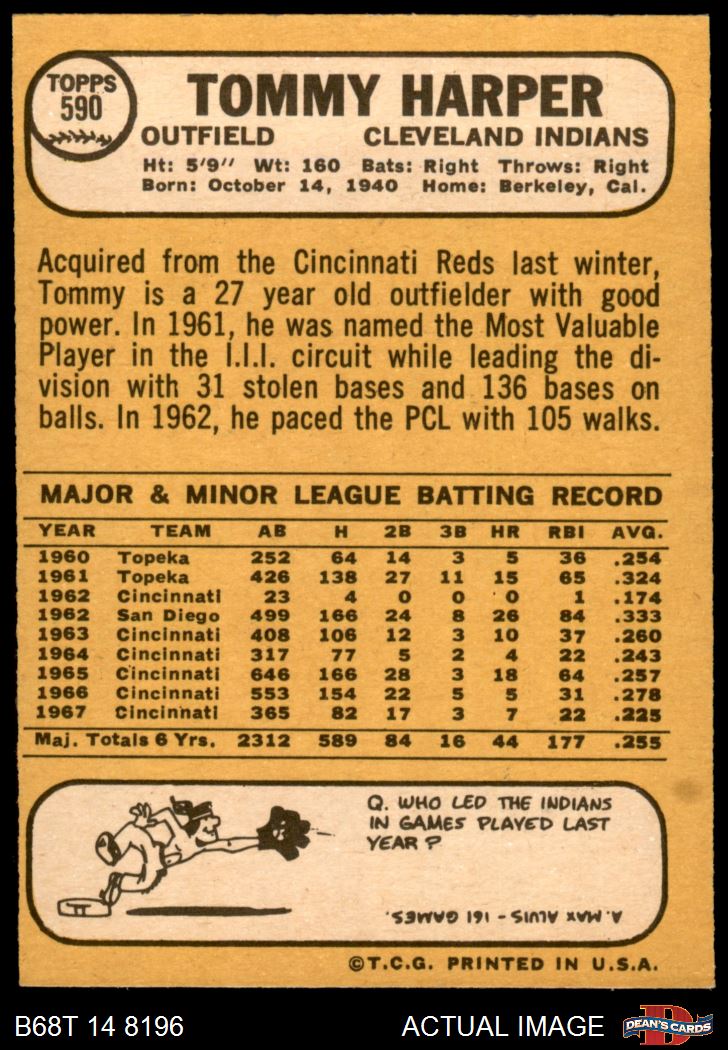 TOPPS
590
TOMMY HARPER
OUTFIELD CLEVELAND INDIANS
Ht: 5'9" Wt: 160 Bats: Right Throws: Right
Born: October 14, 1940 Home: Berkeley, Cal.
Acquired from the Cincinnati Reds last winter,
Tommy is a 27 year old outfielder with good
power. In 1961, he was named the Most Valuable
Player in the I.I.I. circuit while leading the di-
vision with 31 stolen bases and 136 bases on
balls. In 1962, he paced the PCL with 105 walks.
MAJOR & MINOR LEAGUE BATTING RECORD
YEAR TEAM AB H 2B 3B HR RBI AVG.
1960 Topeka 252 64 14 3 5 36 .254
1961 Topeka 426 138 27 11 15 65 .324
1962 Cincinnati 23 4 0 0 0 1 .174
1962 San Diego 499 166 24 8 26 84 .333
1963 Cincinnati 408 106 12 3 10 37 .260
1964 Cincinnati 317 77 5 2 4 22 .243
1965 Cincinnati 646 166 28 3 18 64 .257
1966 Cincinnati 553 154 22 5 5 31 .278
1967 Cincinnati 365 82 17 3 7 22 .225
Maj. Totals 6 Yrs. 2312 589 84 16 44 177 .255
Q. WHO LED THE INDIANS
IN GAMES PLAYED LAST
YEAR?
A. MAX ALVIS - 161 GAMES.
©T.C.G. PRINTED IN U.S.A.
B68T 14 8196 ACTUAL IMAGE
D
DEAN'S CARDS